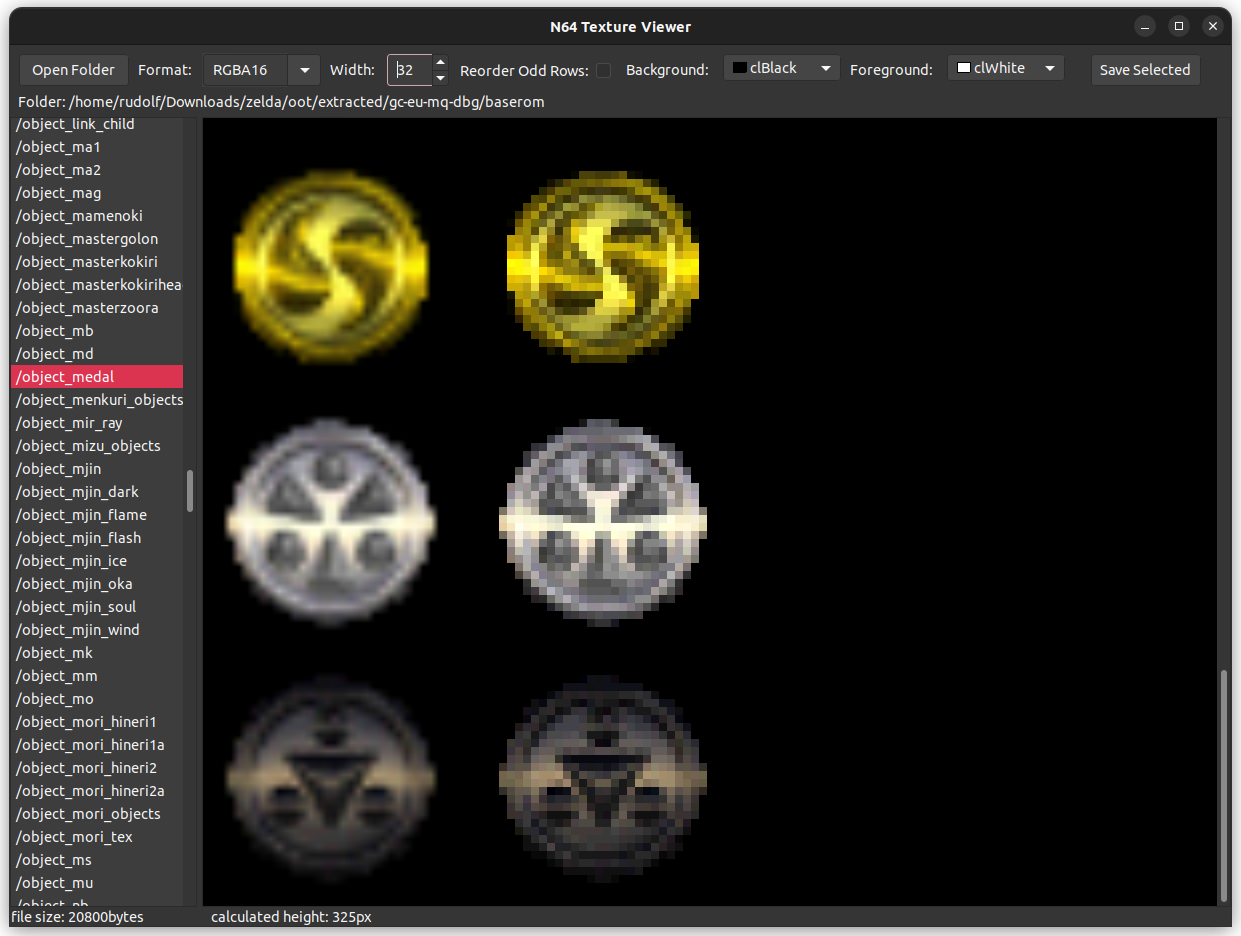 N64 Texture Viewer
Open Folder Format: RGBA16 Width: 32 Reorder Odd Rows: Background: clBlack Foreground: clWhite Save Selected
Folder: /home/rudolf/Downloads/zelda/oot/extracted/gc-eu-mq-dbg/baserom
/object_link_child
/object_ma1
/object_ma2
/object_mag
/object_mamenoki
/object_mastergolon
/object_masterkokiri
/object_masterkokirihea
/object_masterzoora
/object_mb
/object_md
/object_medal
/object_menkuri_objects
/object_mir_ray
/object_mizu_objects
/object_mjin
/object_mjin_dark
/object_mjin_flame
/object_mjin_flash
/object_mjin_ice
/object_mjin_oka
/object_mjin_soul
/object_mjin_wind
/object_mk
/object_mm
/object_mo
/object_mori_hineri1
/object_mori_hineri1a
/object_mori_hineri2
/object_mori_hineri2a
/object_mori_objects
/object_mori_tex
/object_ms
/object_mu
file size: 20800bytes calculated height: 325px